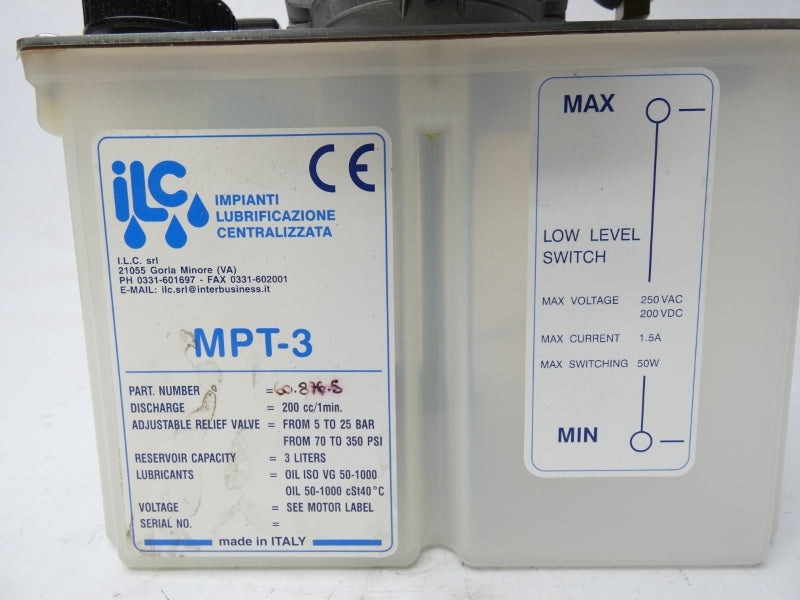 iLC
CE
IMPIANTI
LUBRIFICAZIONE
CENTRALIZZATA
I.L.C. srl
21055 Gorla Minore (VA)
PH 0331-601697 - FAX 0331-602001
E-MAIL: ilc.srl@interbusiness.it
MPT-3
PART. NUMBER = 60.876.5
DISCHARGE = 200 cc/1min.
ADJUSTABLE RELIEF VALVE = FROM 5 TO 25 BAR
FROM 70 TO 350 PSI
RESERVOIR CAPACITY = 3 LITERS
LUBRICANTS = OIL ISO VG 50-1000
OIL 50-1000 cSt40°C
VOLTAGE = SEE MOTOR LABEL
SERIAL NO. =
made in ITALY
MAX
LOW LEVEL
SWITCH
MAX VOLTAGE 250 VAC
200 VDC
MAX CURRENT 1.5A
MAX SWITCHING 50W
MIN